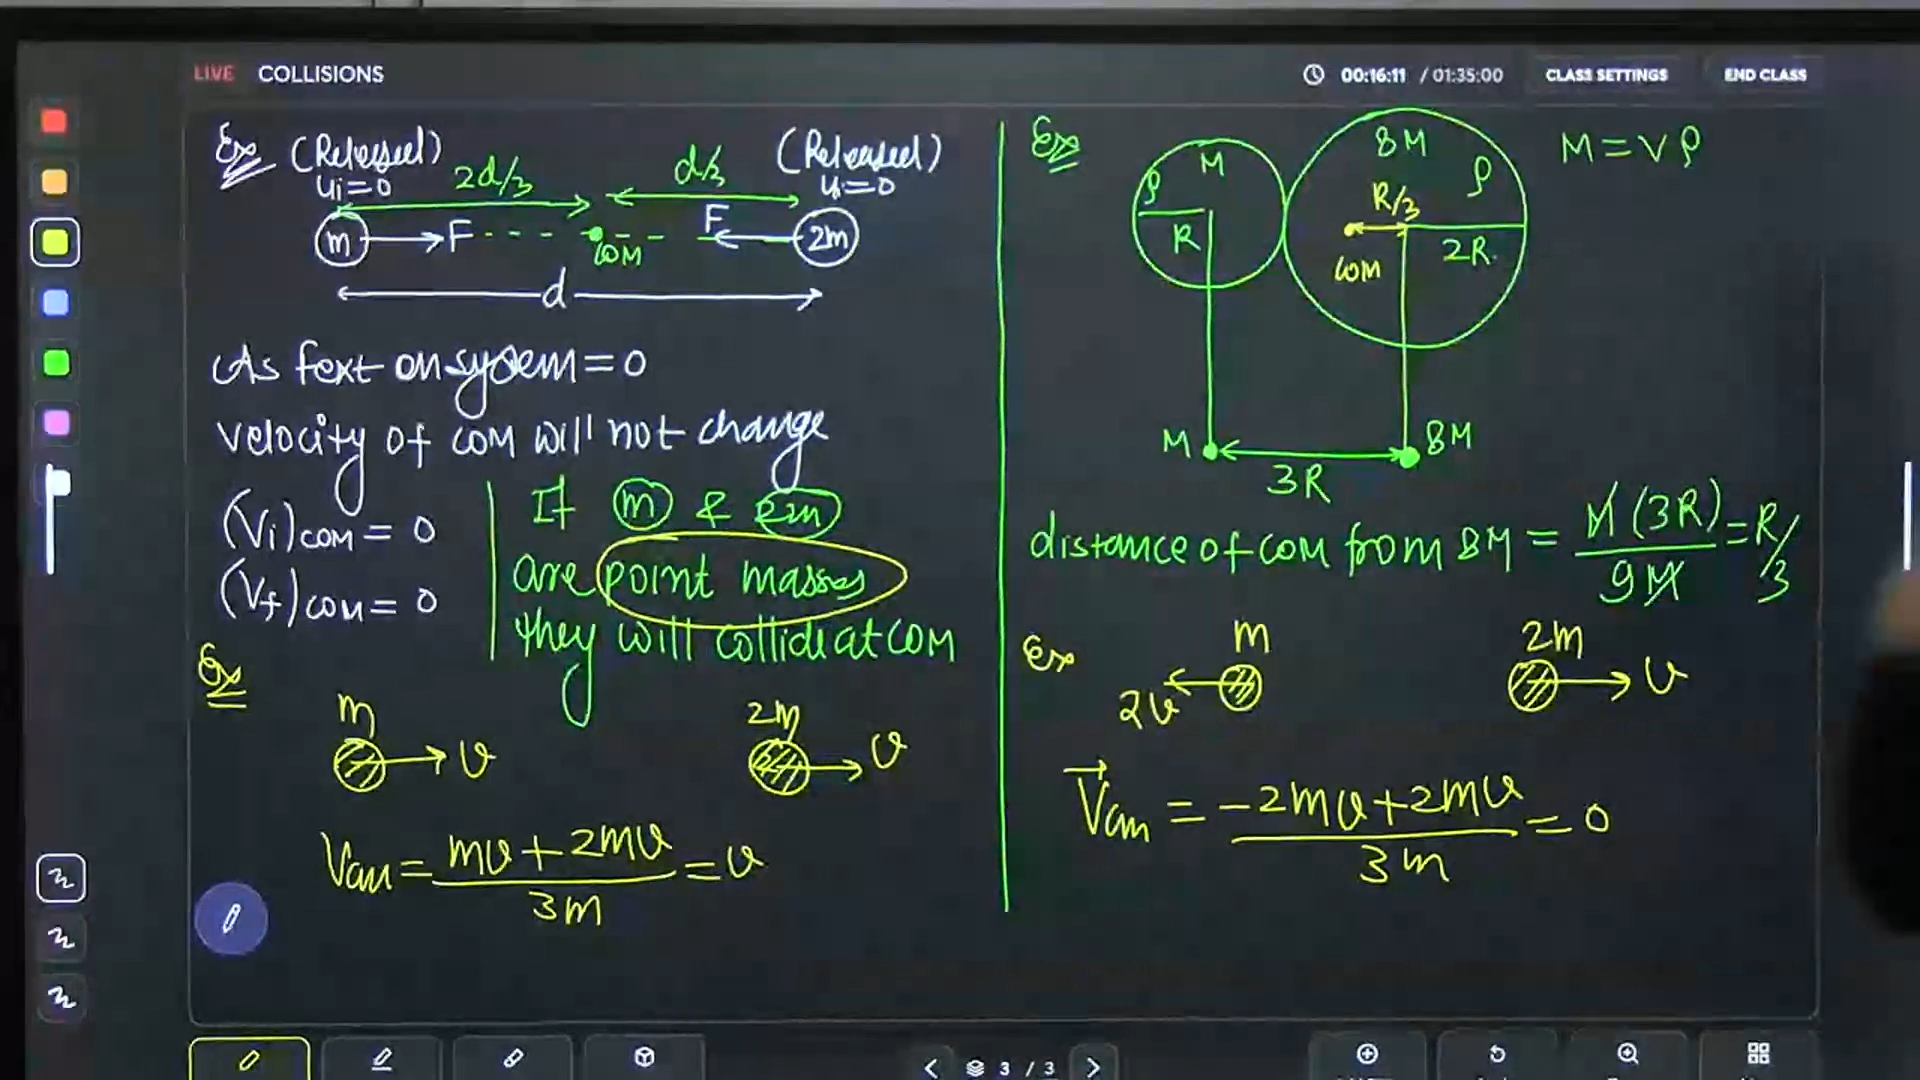 LIVE COLLISIONS
00:16:11 / 01:35:00 CLASS SETTINGS END CLASS
Ex (Released) (Released)
ui=0 2d/3 d/3 ui=0
m F COM F 2m
d
As fext on system = 0
velocity of COM will not change
(Vi)COM = 0
(Vf)COM = 0
If m & 2m
are point masses
they will collide at COM
Ex
m 2m
v v
Vcm = mv + 2mv / 3m = v
Ex M 8M M = Vρ
ρ R R/3 ρ
COM 2R
M 8M
3R
distance of COM from 8M = M(3R) / 9M = R/3
Ex m 2m
2v v
Vcm = -2mv + 2mv / 3m = 0
3 / 3